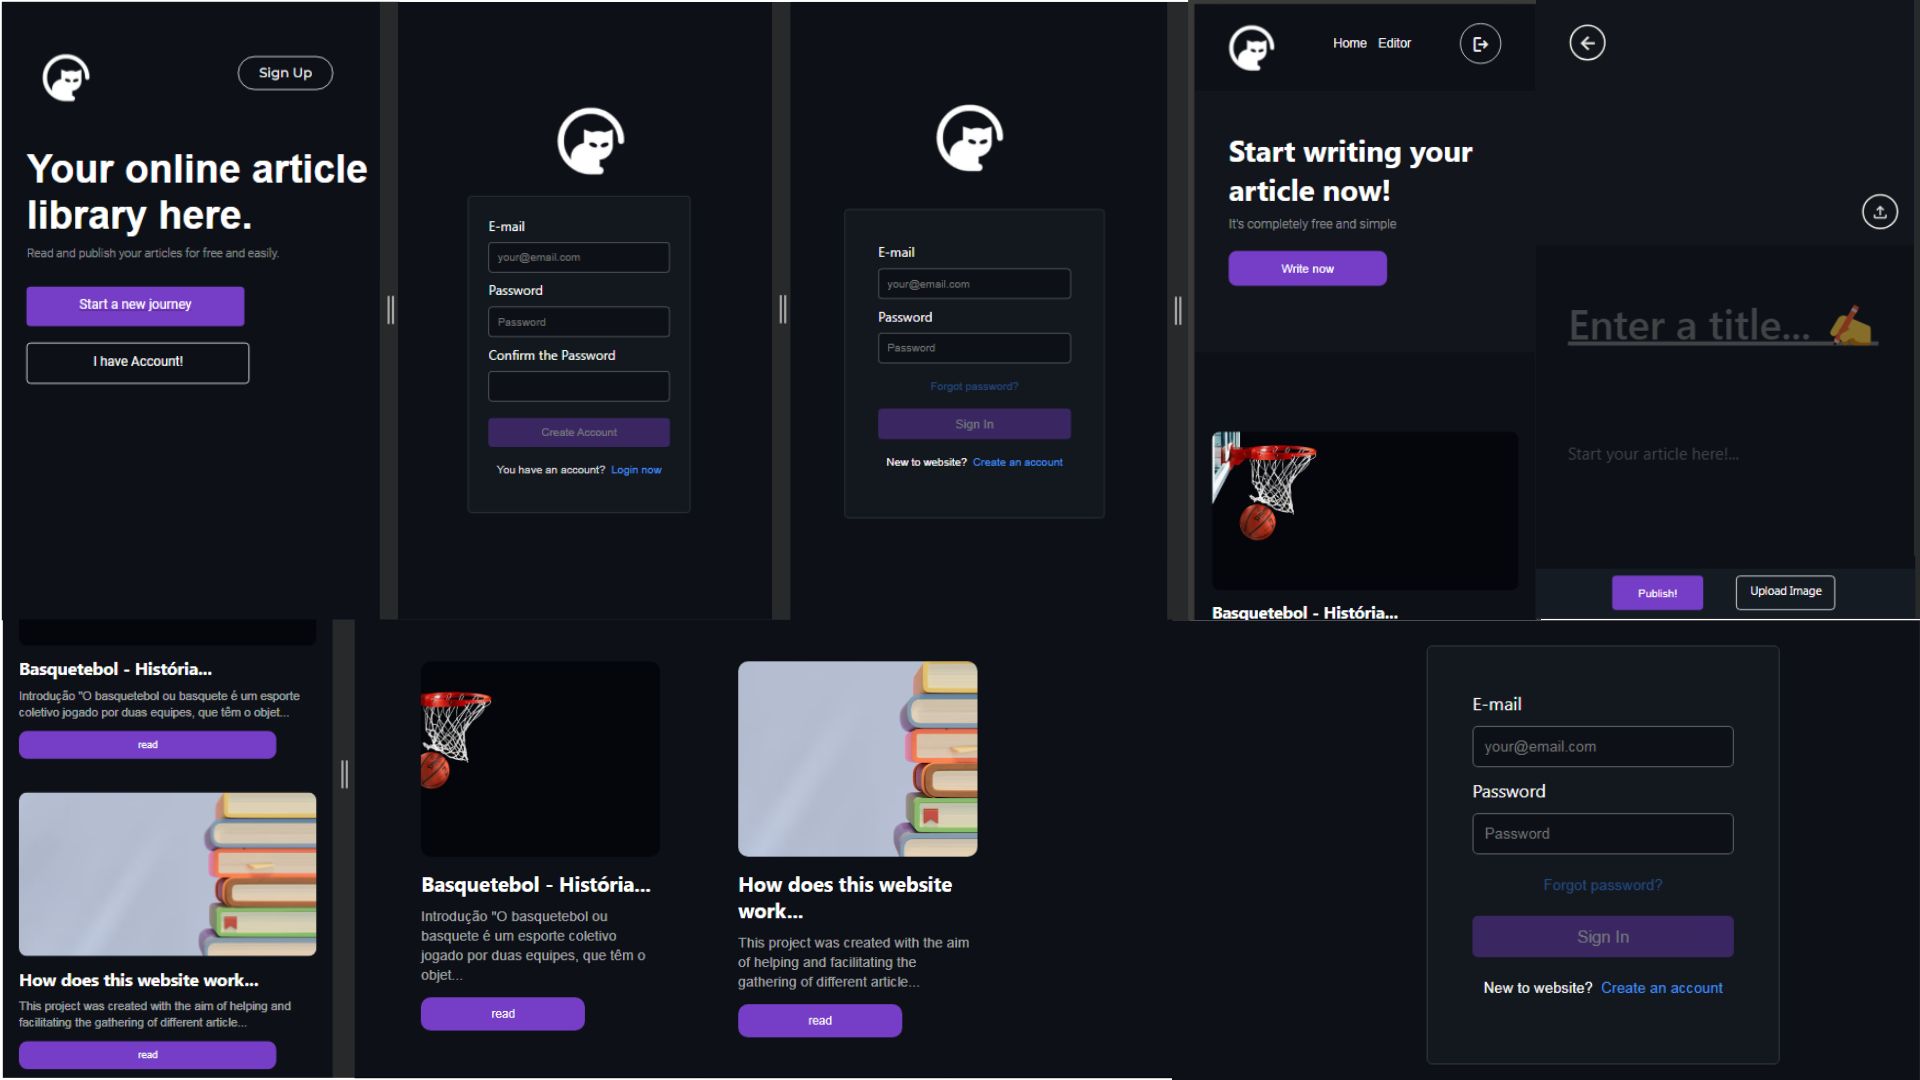 Sign Up
Your online article
library here.
Read and publish your articles for free and easily.
Start a new journey
I have Account!
E-mail
your@email.com
Password
Password
Confirm the Password
Create Account
You have an account? Login now
E-mail
your@email.com
Password
Password
Forgot password?
Sign In
New to website? Create an account
Home Editor
Start writing your
article now!
It's completely free and simple
Write now
Basquetebol - História...
Enter a title... ✍️
Start your article here!...
Publish!
Upload Image
Basquetebol - História...
Introdução "O basquetebol ou basquete é um esporte
coletivo jogado por duas equipes, que têm o objet...
read
How does this website work...
This project was created with the aim of helping and
facilitating the gathering of different article...
read
Basquetebol - História...
Introdução "O basquetebol ou
basquete é um esporte coletivo
jogado por duas equipes, que têm o
objet...
read
How does this website
work...
This project was created with the aim
of helping and facilitating the
gathering of different article...
read
E-mail
your@email.com
Password
Password
Forgot password?
Sign In
New to website? Create an account